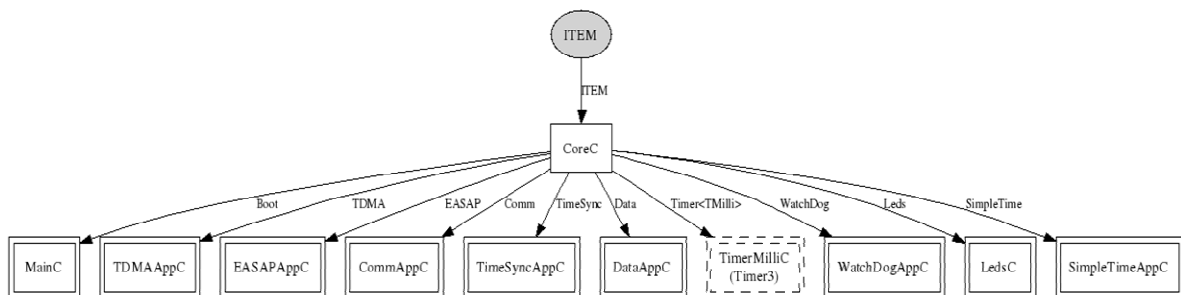 ITEM
ITEM
CoreC
Boot
TDMA
EASAP
Comm
TimeSync
Data
Timer<TMilli>
WatchDog
Leds
SimpleTime
MainC
TDMAAppC
EASAPAppC
CommAppC
TimeSyncAppC
DataAppC
TimerMilliC
(Timer3)
WatchDogAppC
LedsC
SimpleTimeAppC